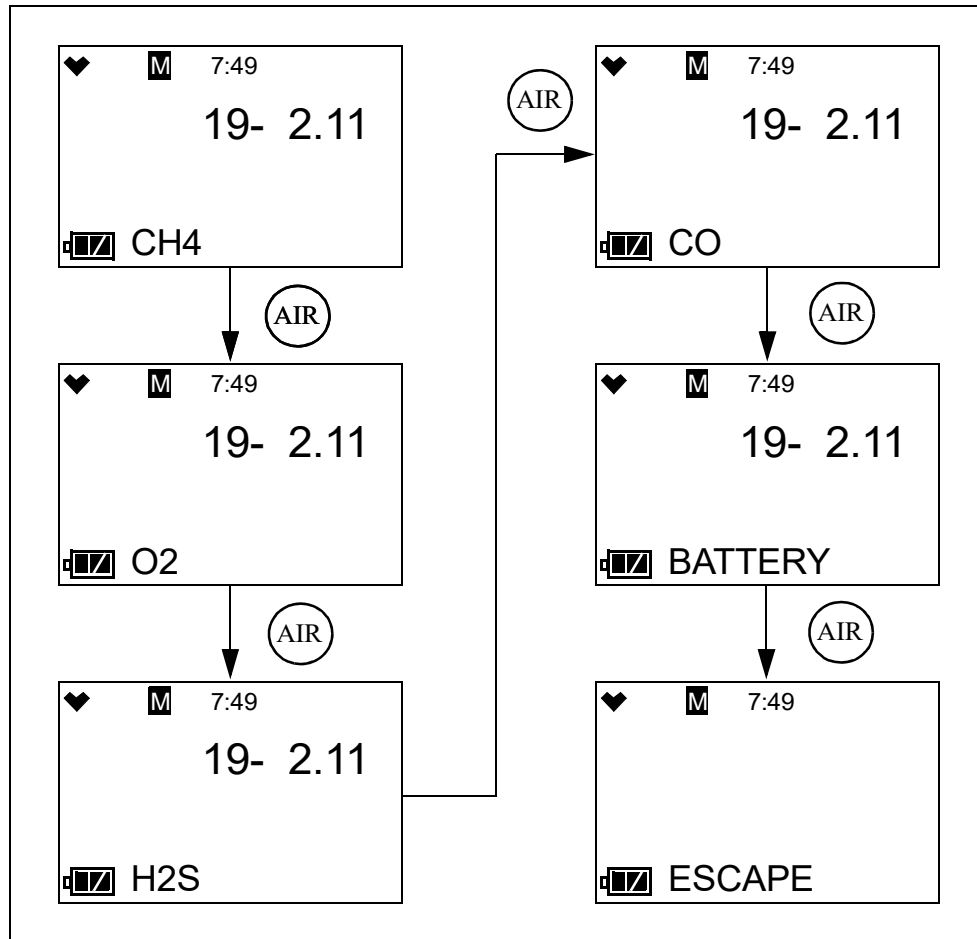 M 7:49
19- 2.11
CH4
AIR
M 7:49
19- 2.11
O2
AIR
M 7:49
19- 2.11
H2S
AIR
M 7:49
19- 2.11
CO
AIR
M 7:49
19- 2.11
BATTERY
AIR
M 7:49
ESCAPE